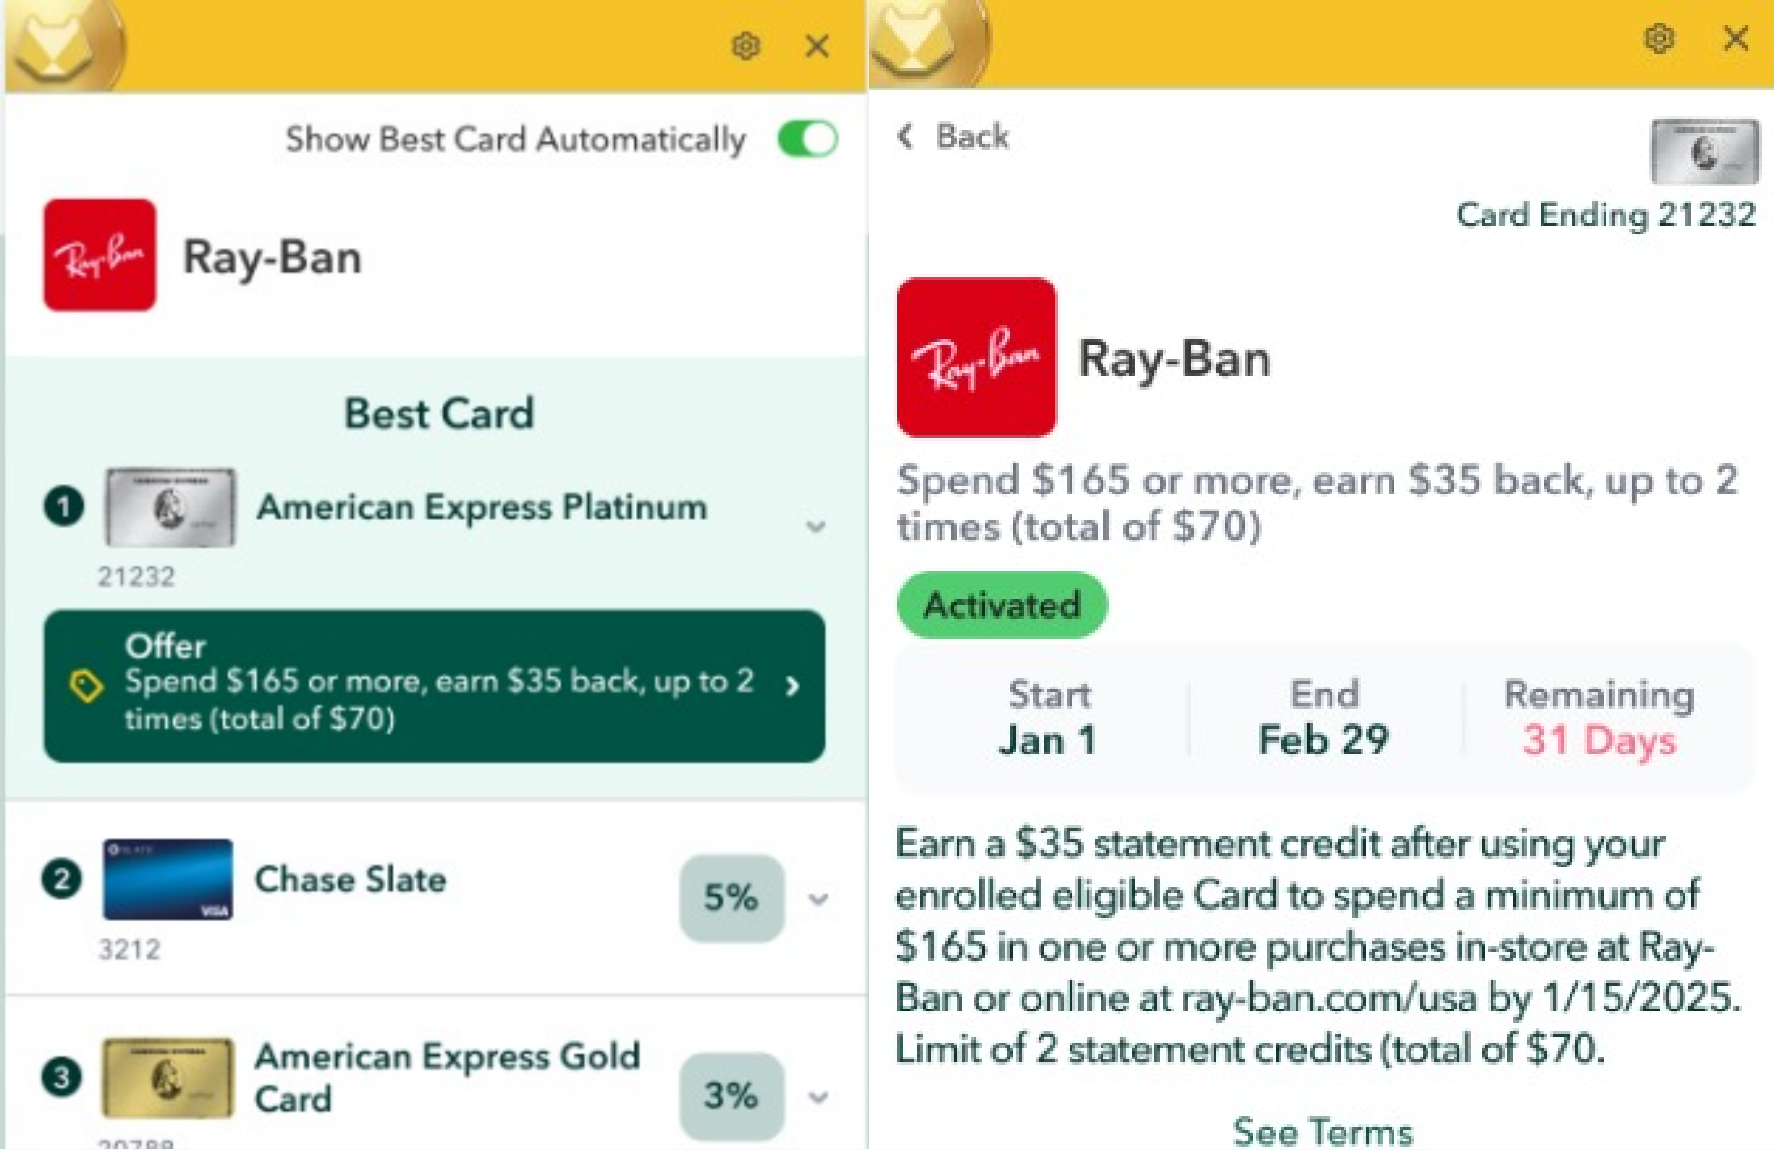 Show Best Card Automatically
Ray-Ban
Ray-Ban
Best Card
1
American Express Platinum
21232
Offer
Spend $165 or more, earn $35 back, up to 2
times (total of $70)
2
Chase Slate
5%
VISA
3212
3
American Express Gold
Card
3%
Back
Card Ending 21232
Ray-Ban
Ray-Ban
Spend $165 or more, earn $35 back, up to 2
times (total of $70)
Activated
Start
End
Remaining
Jan 1
Feb 29
31 Days
Earn a $35 statement credit after using your
enrolled eligible Card to spend a minimum of
$165 in one or more purchases in-store at Ray-
Ban or online at ray-ban.com/usa by 1/15/2025.
Limit of 2 statement credits (total of $70.
See Terms